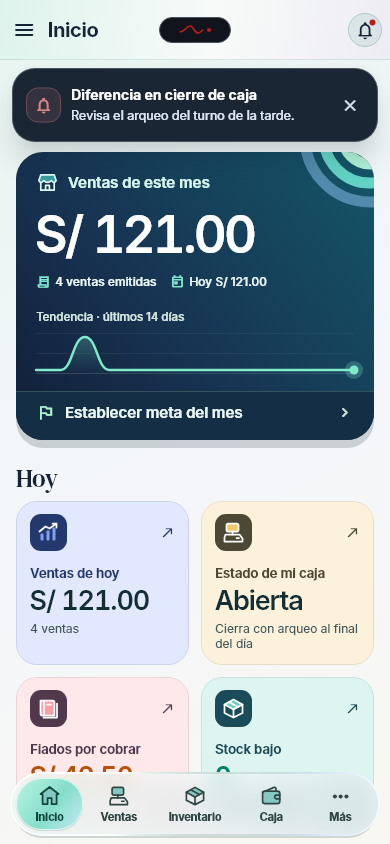 Inicio
Diferencia en cierre de caja
Revisa el arqueo del turno de la tarde.
Ventas de este mes
S/ 121.00
4 ventas emitidas
Hoy S/ 121.00
Tendencia · últimos 14 días
Establecer meta del mes
Hoy
Ventas de hoy
S/ 121.00
4 ventas
Estado de mi caja
Abierta
Cierra con arqueo al final
del día
Fiados por cobrar
Stock bajo
Inicio
Ventas
Inventario
Caja
Más